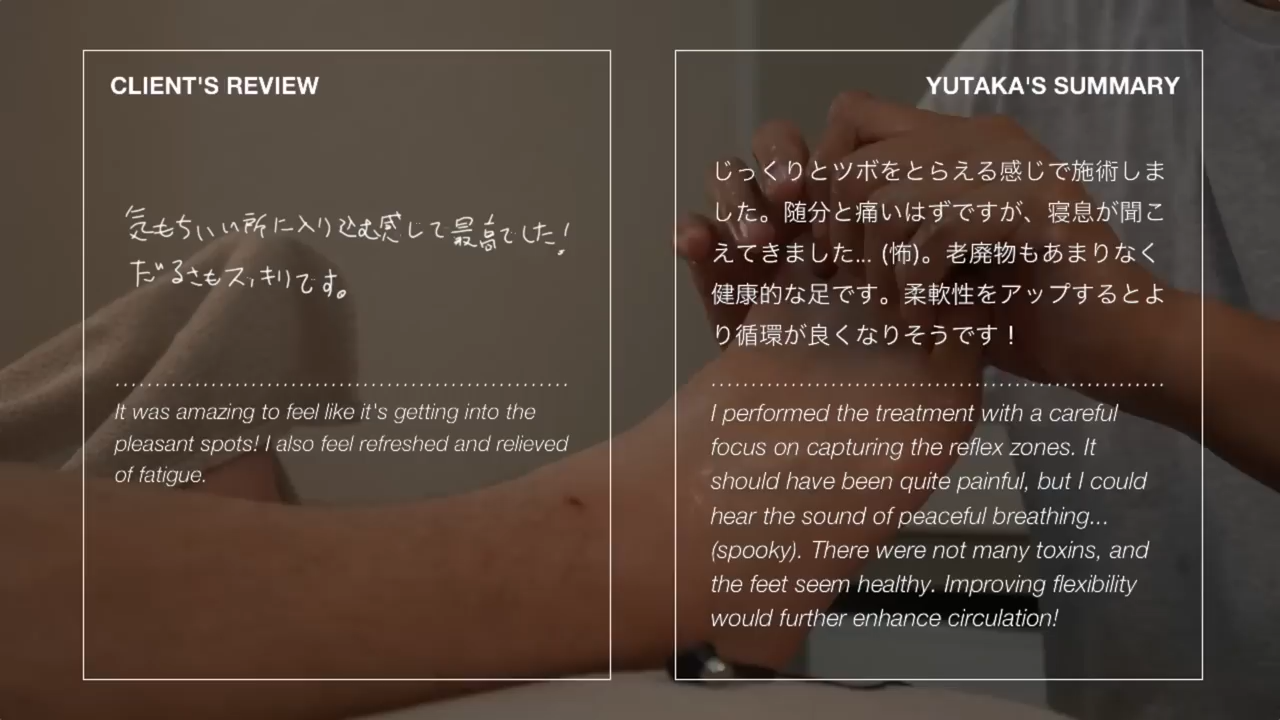 CLIENT'S REVIEW
気もちいい所に入り込む感じで最高でした!
だるさもスッキリです。
It was amazing to feel like it's getting into the
pleasant spots! I also feel refreshed and relieved
of fatigue.
YUTAKA'S SUMMARY
じっくりとツボをとらえる感じで施術しま
した。随分と痛いはずですが、寝息が聞こ
えてきました... (怖)。老廃物もあまりなく
健康的な足です。柔軟性をアップするとよ
り循環が良くなりそうです！
I performed the treatment with a careful
focus on capturing the reflex zones. It
should have been quite painful, but I could
hear the sound of peaceful breathing...
(spooky). There were not many toxins, and
the feet seem healthy. Improving flexibility
would further enhance circulation!